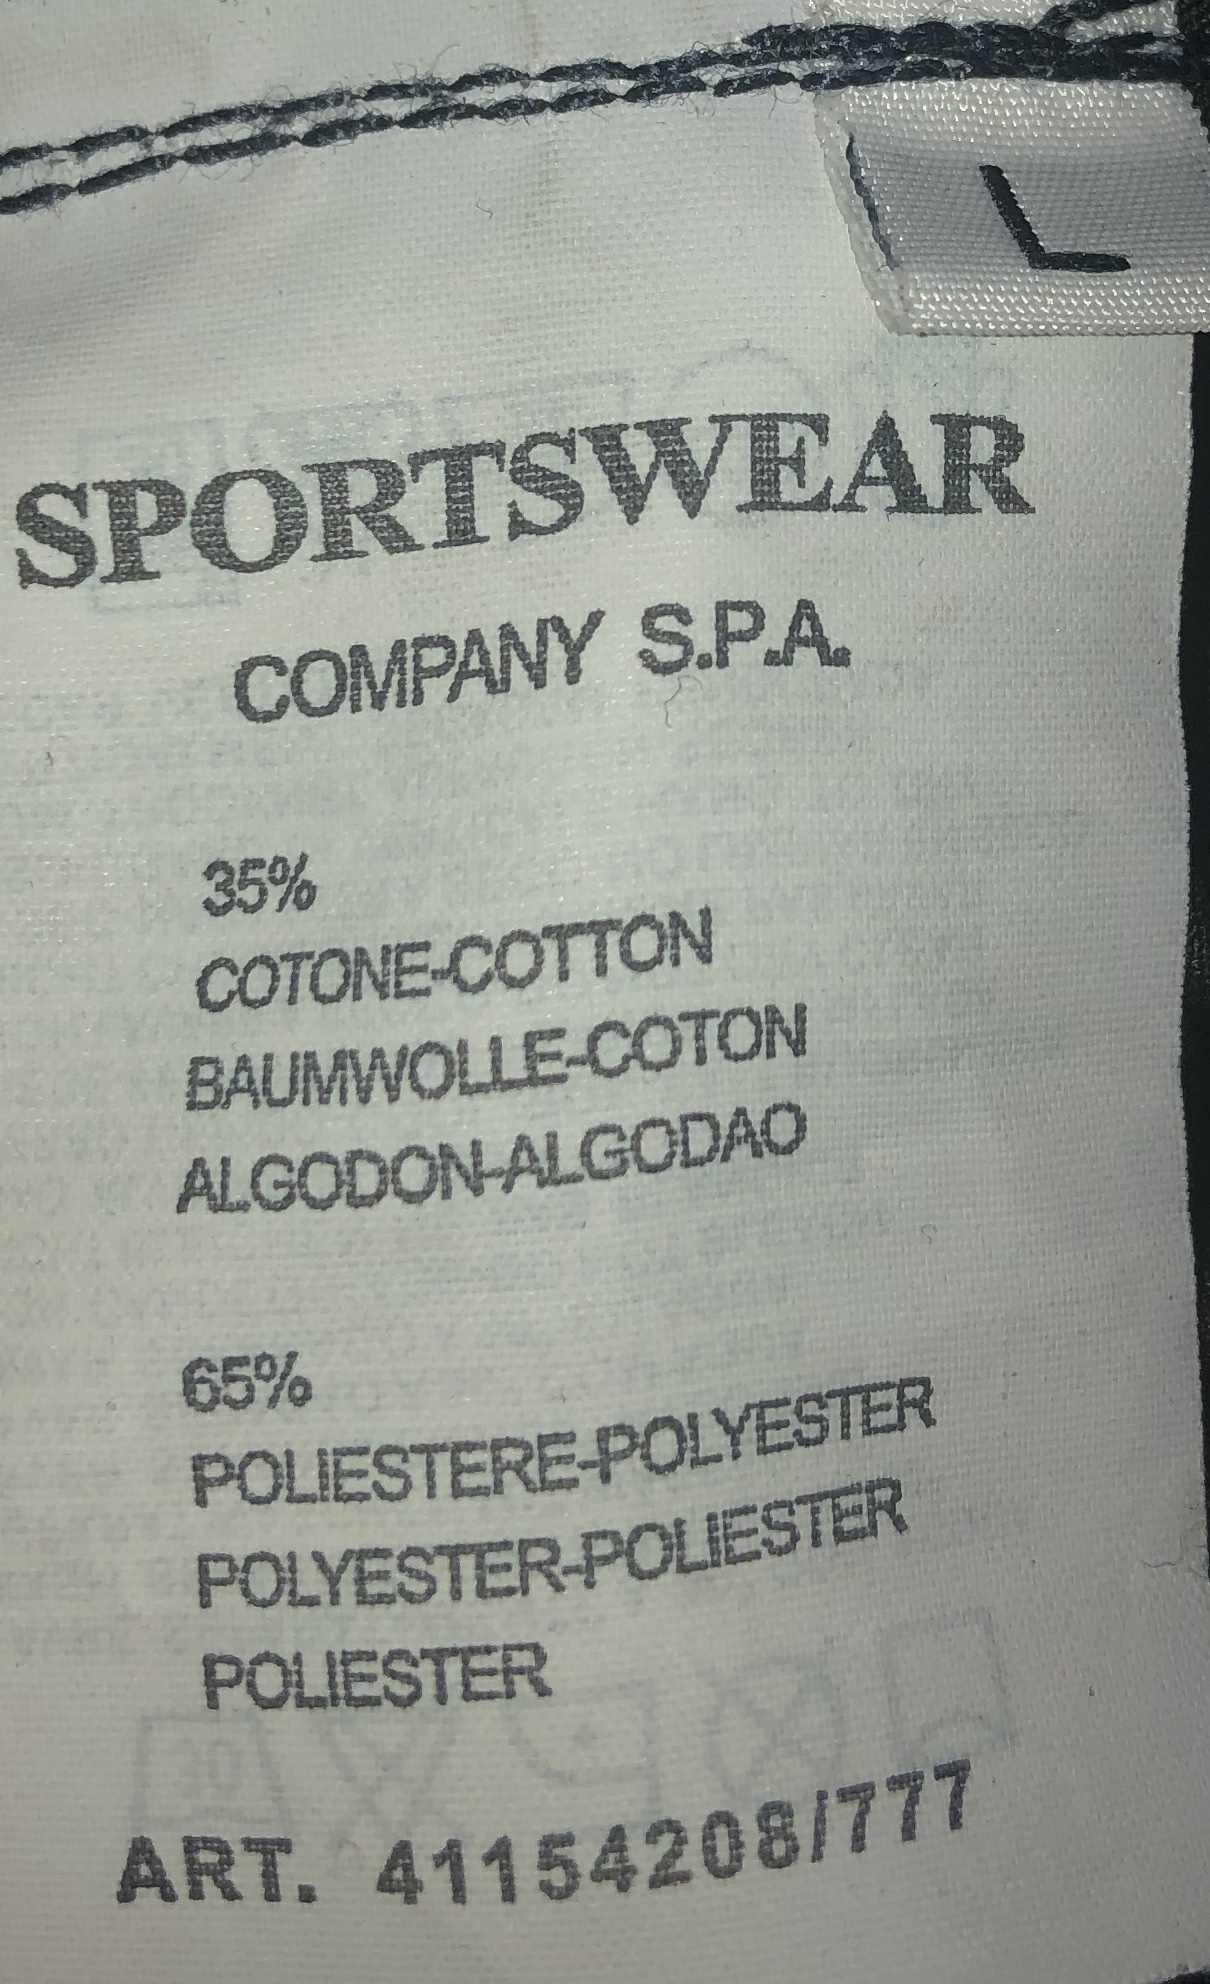 L
SPORTSWEAR
COMPANY S.P.A.
35%
COTONE-COTTON
BAUMWOLLE-COTON
ALGODON-ALGODAO
65%
POLIESTERE-POLYESTER
POLYESTER-POLIESTER
POLIESTER
ART. 41154208/777